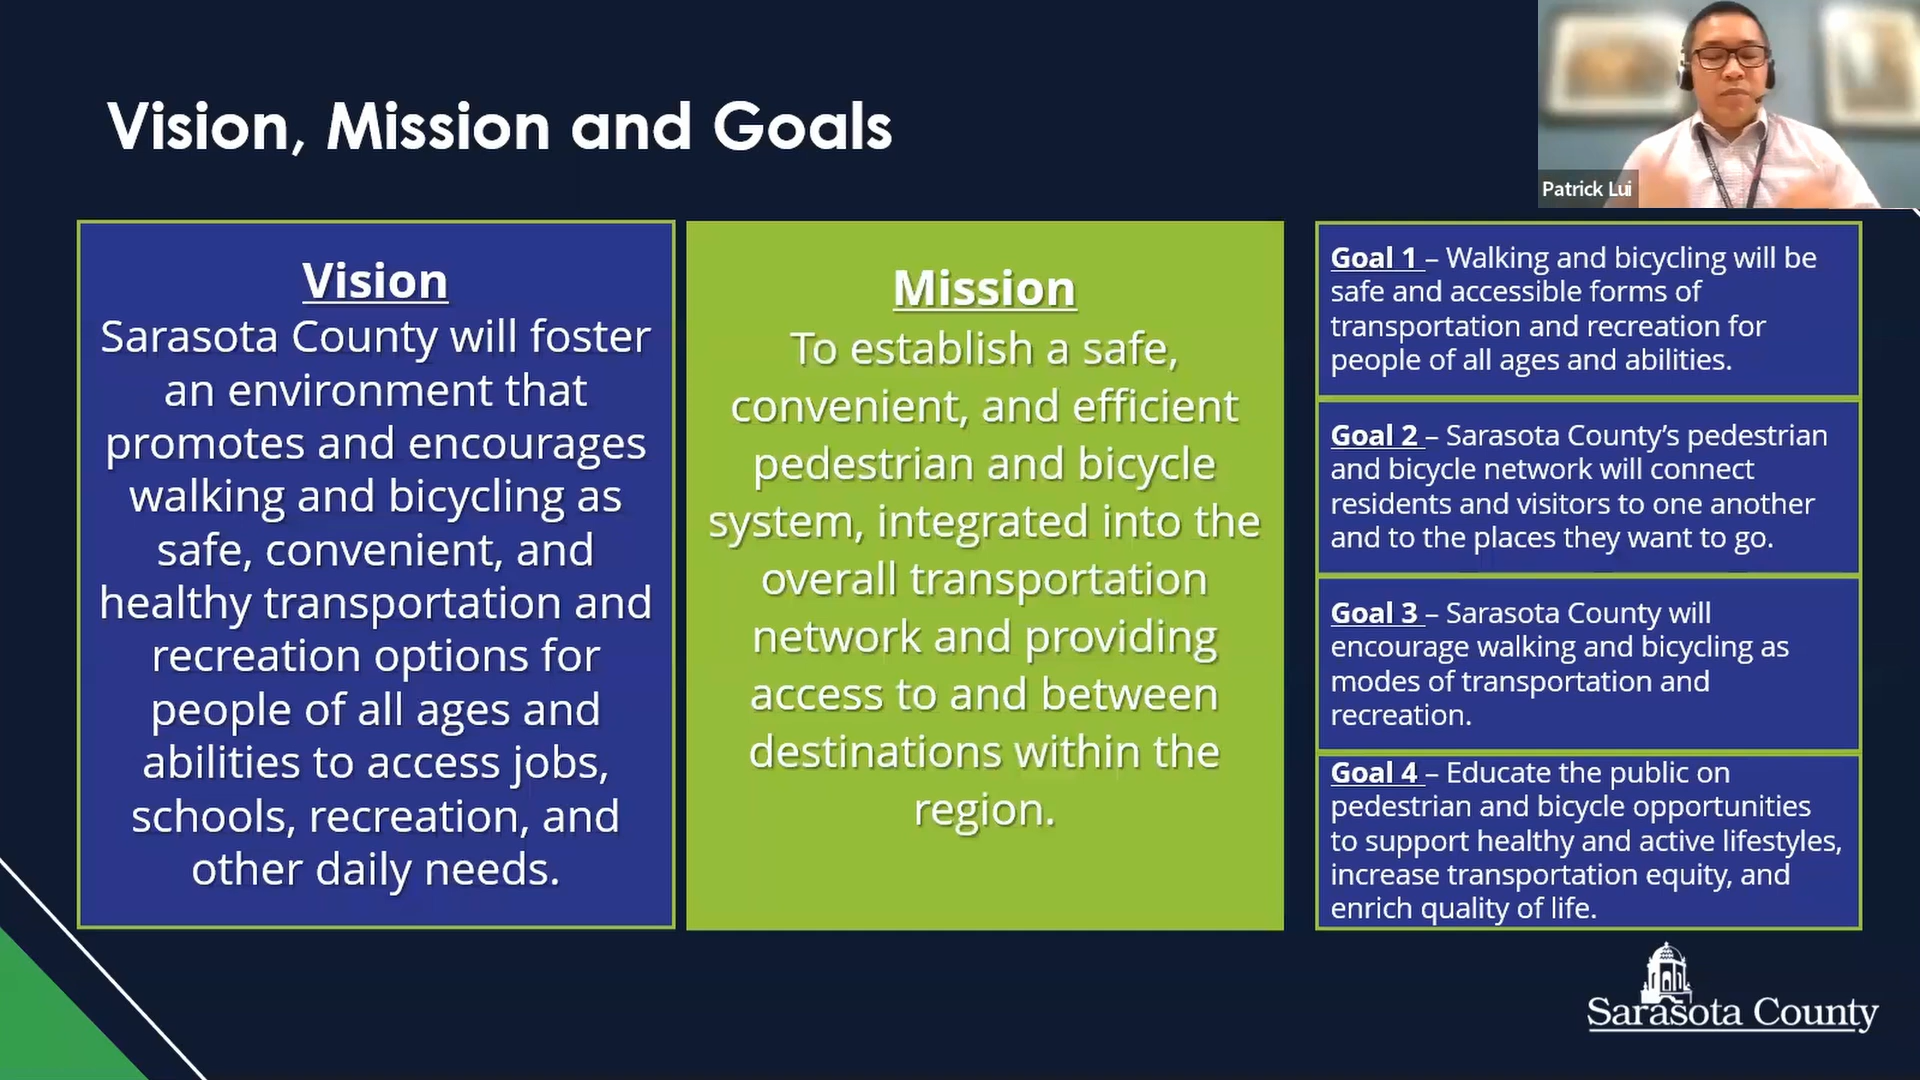 Vision, Mission and Goals
Patrick Lui
Vision
Sarasota County will foster
an environment that
promotes and encourages
walking and bicycling as
safe, convenient, and
healthy transportation and
recreation options for
people of all ages and
abilities to access jobs,
schools, recreation, and
other daily needs.
Mission
To establish a safe,
convenient, and efficient
pedestrian and bicycle
system, integrated into the
overall transportation
network and providing
access to and between
destinations within the
region.
Goal 1 – Walking and bicycling will be
safe and accessible forms of
transportation and recreation for
people of all ages and abilities.
Goal 2 – Sarasota County’s pedestrian
and bicycle network will connect
residents and visitors to one another
and to the places they want to go.
Goal 3 – Sarasota County will
encourage walking and bicycling as
modes of transportation and
recreation.
Goal 4 – Educate the public on
pedestrian and bicycle opportunities
to support healthy and active lifestyles,
increase transportation equity, and
enrich quality of life.
Sarasota County